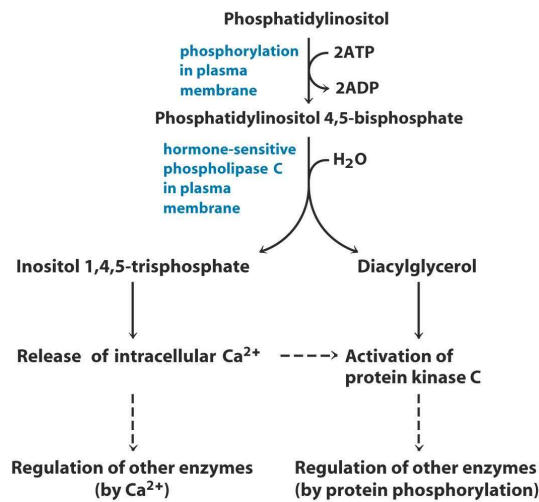 Phosphatidylinositol
phosphorylation
in plasma
membrane
2ATP
2ADP
Phosphatidylinositol 4,5-bisphosphate
hormone-sensitive
phospholipase C
in plasma
membrane
H₂O
Inositol 1,4,5-trisphosphate
Diacylglycerol
Release of intracellular Ca²⁺
Activation of
protein kinase C
Regulation of other enzymes
(by Ca²⁺)
Regulation of other enzymes
(by protein phosphorylation)